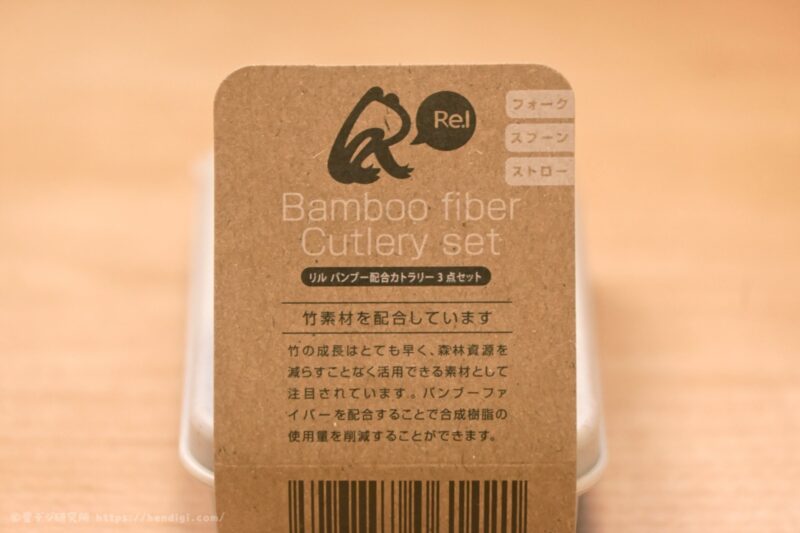 Re.l
フォーク
スプーン
ストロー
Bamboo fiber
Cutlery set
リル バンブー配合カトラリー 3 点セット
竹素材を配合しています
竹の成長はとても早く、森林資源を
減らすことなく活用できる素材として
注目されています。バンブーファ
イバーを配合することで合成樹脂の
使用量を削減することができます。
©変デジ研究所 https://hendigi.com/